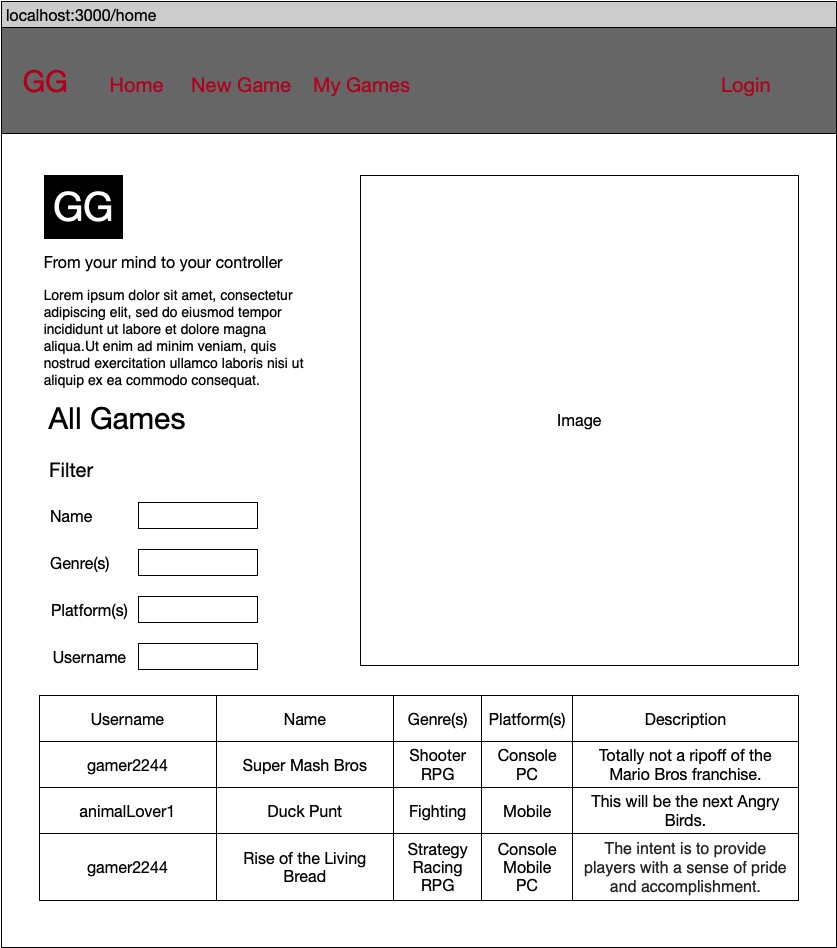 localhost:3000/home
GG Home New Game My Games Login
GG
From your mind to your controller
Lorem ipsum dolor sit amet, consectetur
adipiscing elit, sed do eiusmod tempor
incididunt ut labore et dolore magna
aliqua.Ut enim ad minim veniam, quis
nostrud exercitation ullamco laboris nisi ut
aliquip ex ea commodo consequat.
Image
All Games
Filter
Name
Genre(s)
Platform(s)
Username
Username Name Genre(s) Platform(s) Description
gamer2244
Super Mash Bros
Shooter
RPG
Console
PC
Totally not a ripoff of the
Mario Bros franchise.
animalLover1
Duck Punt
Fighting
Mobile
This will be the next Angry
Birds.
gamer2244
Rise of the Living
Bread
Strategy
Racing
RPG
Console
Mobile
PC
The intent is to provide
players with a sense of pride
and accomplishment.